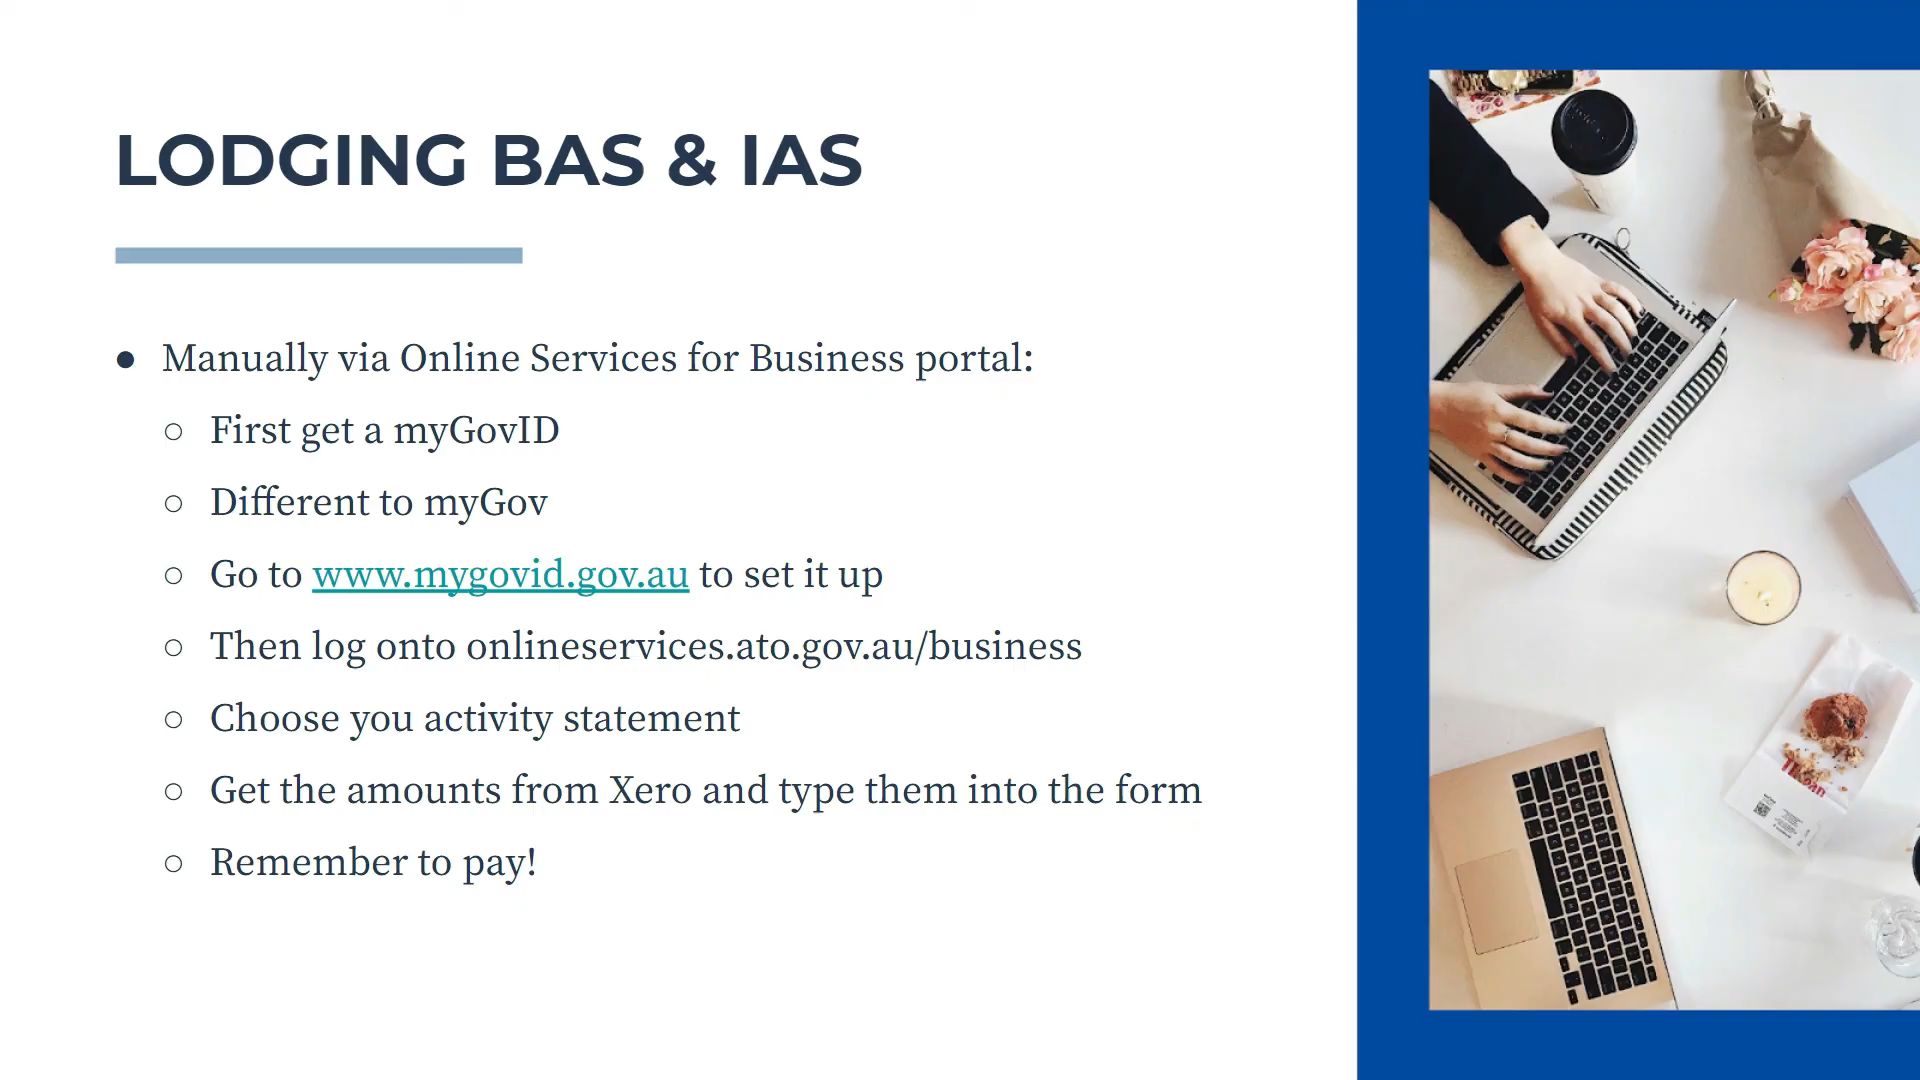 LODGING BAS & IAS
● Manually via Online Services for Business portal:
○ First get a myGovID
○ Different to myGov
○ Go to www.mygovid.gov.au to set it up
○ Then log onto onlineservices.ato.gov.au/business
○ Choose you activity statement
○ Get the amounts from Xero and type them into the form
○ Remember to pay!